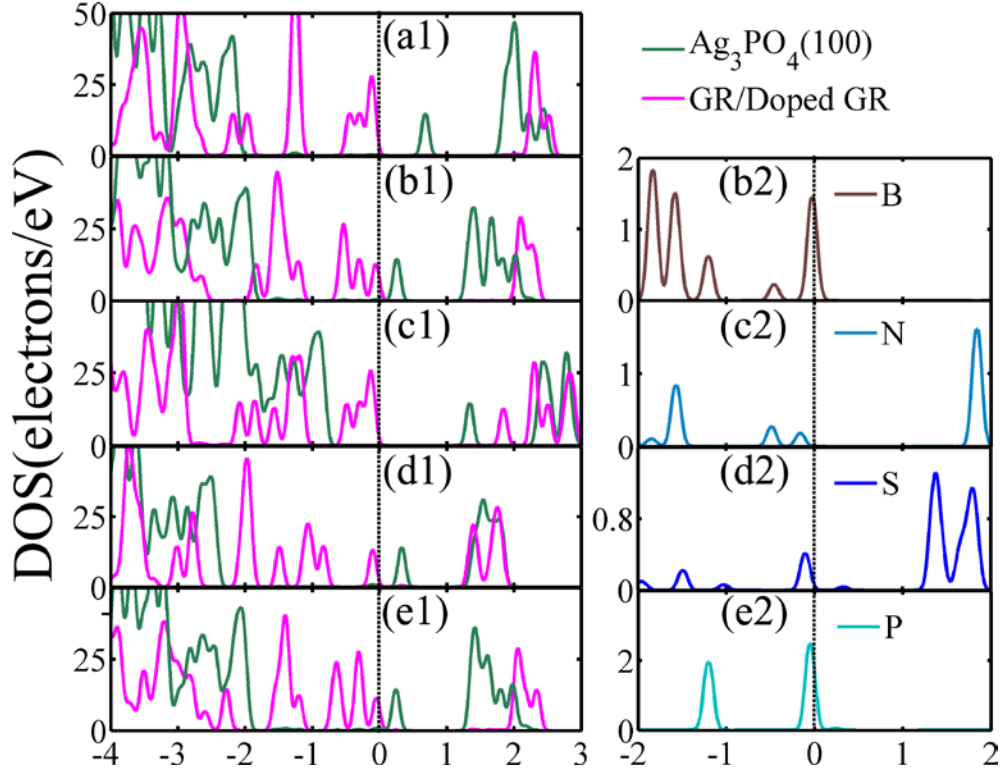 DOS(electrons/eV)
50
25
0
(a1)
Ag₃PO₄(100)
GR/Doped GR
25
0
(b1)
2
1
0
(b2)
B
25
0
(c1)
1
0
(c2)
N
25
0
(d1)
0.8
0
(d2)
S
25
0
(e1)
2
0
(e2)
P
-4 -3 -2 -1 0 1 2 3
-2 -1 0 1 2